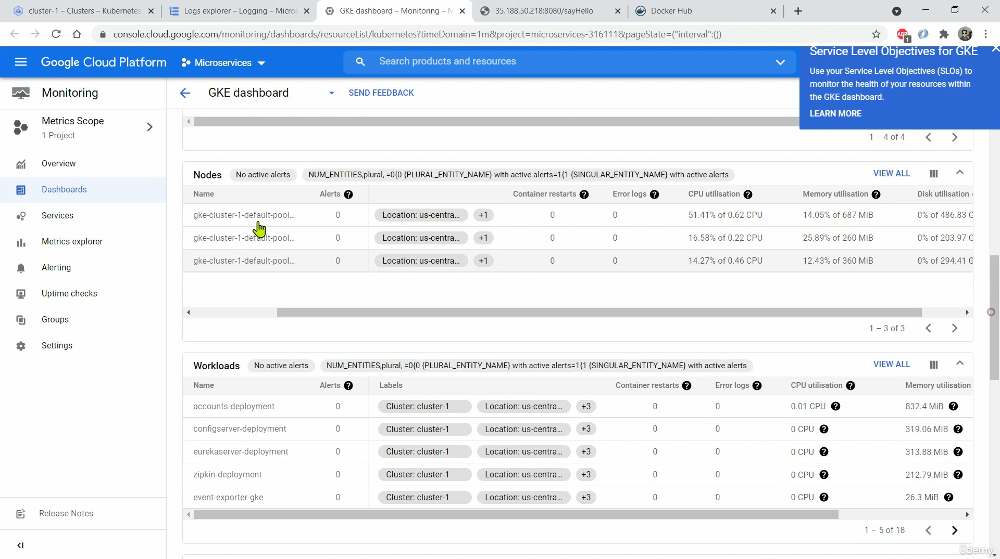 cluster-1 – Clusters – Kubernetes
Logs explorer – Logging – Micros
GKE dashboard – Monitoring – M
35.188.50.218:8080/sayHello
Docker Hub
console.cloud.google.com/monitoring/dashboards/resourceList/kubernetes?timeDomain=1m&project=microservices-316111&pageState=("interval":())
ABP
1
Google Cloud Platform
Microservices
Search products and resources
Service Level Objectives for GKE
Use your Service Level Objectives (SLOs) to
monitor the health of your resources within
the GKE dashboard.
LEARN MORE
Monitoring
GKE dashboard
SEND FEEDBACK
Metrics Scope
1 Project
Overview
Dashboards
Services
Metrics explorer
Alerting
Uptime checks
Groups
Settings
Release Notes
1 – 4 of 4
Nodes No active alerts NUM_ENTITIES,plural, =0{0 {PLURAL_ENTITY_NAME} with active alerts=1{1 {SINGULAR_ENTITY_NAME} with active alerts VIEW ALL
Name Alerts Container restarts Error logs CPU utilisation Memory utilisation Disk utilisation
gke-cluster-1-default-pool... 0 Location: us-centra... +1 0 0 51.41% of 0.62 CPU 14.05% of 687 MiB 0% of 486.83 G
gke-cluster-1-default-pool... 0 Location: us-centra... +1 0 0 16.58% of 0.22 CPU 25.89% of 260 MiB 0% of 203.97 G
gke-cluster-1-default-pool... 0 Location: us-centra... +1 0 0 14.27% of 0.46 CPU 12.43% of 360 MiB 0% of 294.41 G
1 – 3 of 3
Workloads No active alerts NUM_ENTITIES,plural, =0{0 {PLURAL_ENTITY_NAME} with active alerts=1{1 {SINGULAR_ENTITY_NAME} with active alerts VIEW ALL
Name Alerts Labels Container restarts Error logs CPU utilisation Memory utilisation
accounts-deployment 0 Cluster: cluster-1 Location: us-centra... +3 0 0 0.01 CPU 832.4 MiB
configserver-deployment 0 Cluster: cluster-1 Location: us-centra... +3 0 0 0 CPU 319.06 MiB
eurekaserver-deployment 0 Cluster: cluster-1 Location: us-centra... +3 0 0 0 CPU 313.88 MiB
zipkin-deployment 0 Cluster: cluster-1 Location: us-centra... +3 0 0 0 CPU 212.79 MiB
event-exporter-gke 0 Cluster: cluster-1 Location: us-centra... +3 0 0 0 CPU 26.3 MiB
1 – 5 of 18
ûdemy